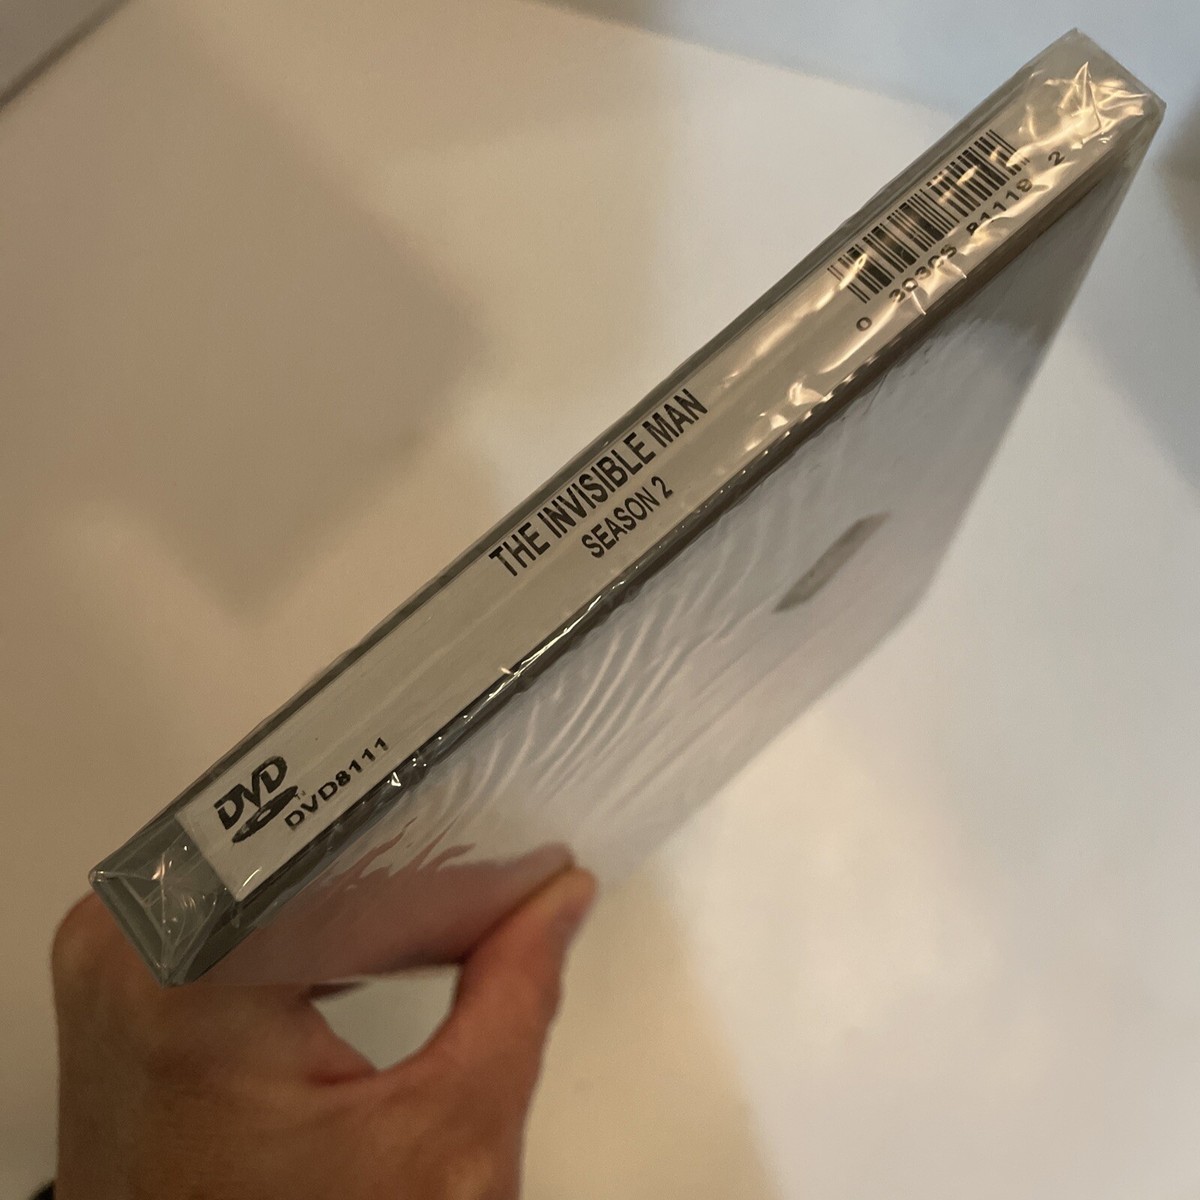 DVD
DVD8111
THE INVISIBLE MAN
SEASON 2